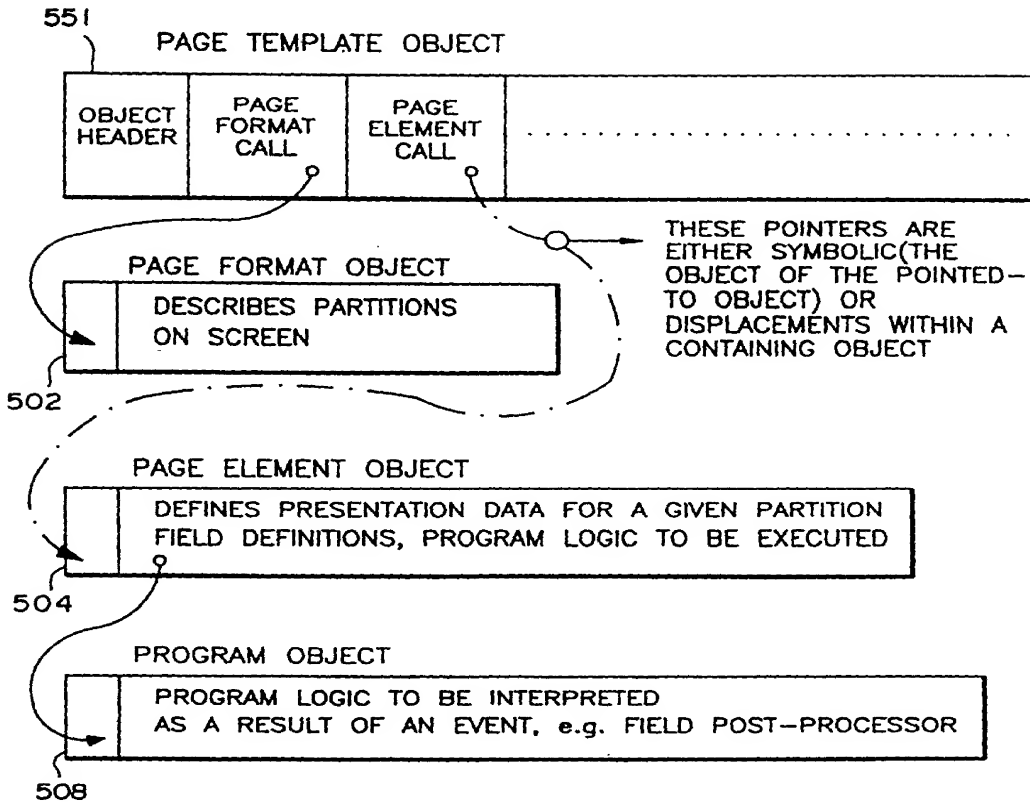 551
PAGE TEMPLATE OBJECT
OBJECT
HEADER
PAGE
FORMAT
CALL
PAGE
ELEMENT
CALL
THESE POINTERS ARE
EITHER SYMBOLIC(THE
OBJECT OF THE POINTED-
TO OBJECT) OR
DISPLACEMENTS WITHIN A
CONTAINING OBJECT
PAGE FORMAT OBJECT
DESCRIBES PARTITIONS
ON SCREEN
502
PAGE ELEMENT OBJECT
DEFINES PRESENTATION DATA FOR A GIVEN PARTITION
FIELD DEFINITIONS, PROGRAM LOGIC TO BE EXECUTED
504
PROGRAM OBJECT
PROGRAM LOGIC TO BE INTERPRETED
AS A RESULT OF AN EVENT, e.g. FIELD POST-PROCESSOR
508